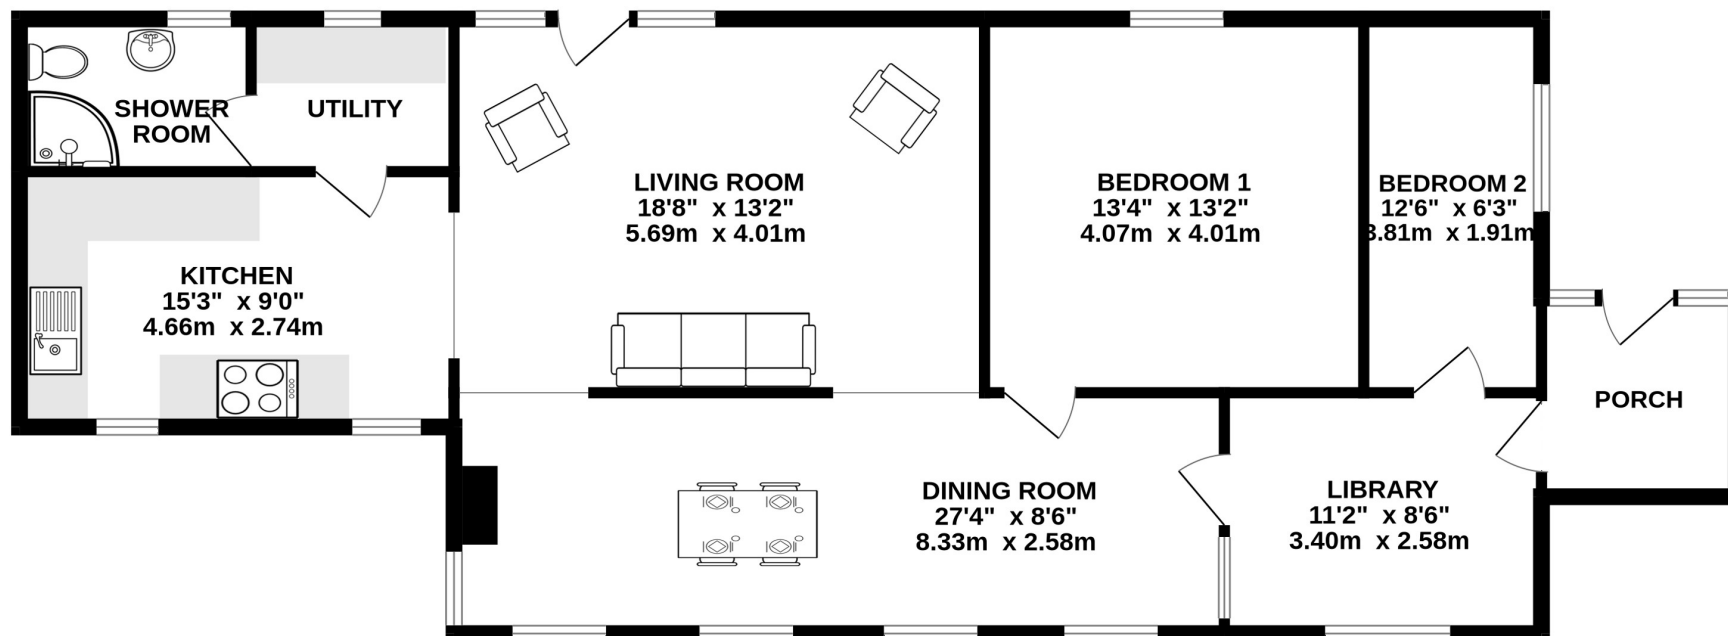 SHOWER
ROOM
UTILITY
LIVING ROOM
18'8" x 13'2"
5.69m x 4.01m
BEDROOM 1
13'4" x 13'2"
4.07m x 4.01m
BEDROOM 2
12'6" x 6'3"
3.81m x 1.91m
KITCHEN
15'3" x 9'0"
4.66m x 2.74m
PORCH
DINING ROOM
27'4" x 8'6"
8.33m x 2.58m
LIBRARY
11'2" x 8'6"
3.40m x 2.58m